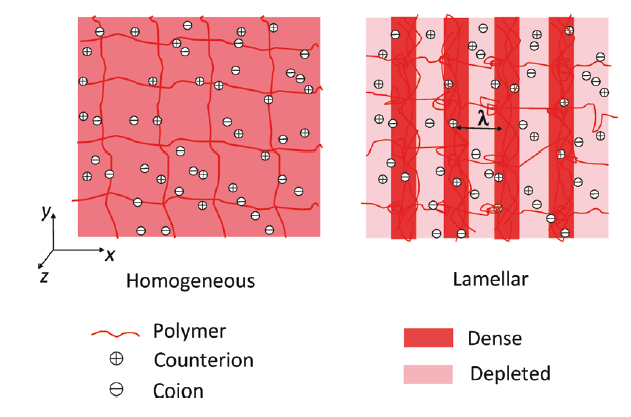 λ
y
x
z
Homogeneous
Lamellar
Polymer
Counterion
Coion
Dense
Depleted